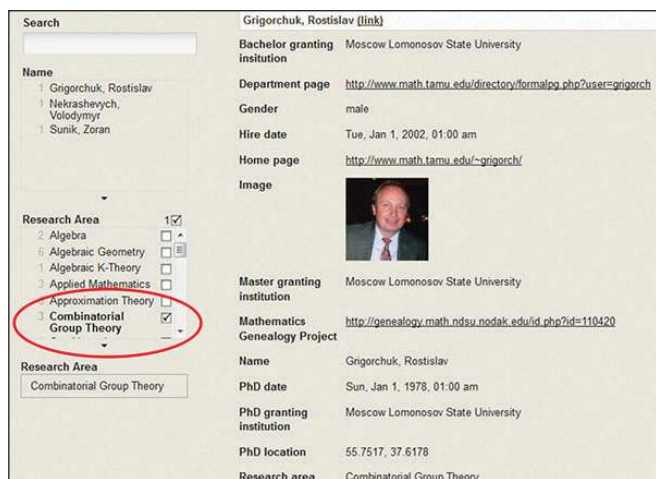 Search
Name
1 Grigorchuk, Rostislav
1 Nekrashevych,
Volodymyr
1 Sunik, Zoran
Research Area 1
2 Algebra
6 Algebraic Geometry
1 Algebraic K-Theory
3 Applied Mathematics
Approximation Theory
3 Combinatorial
Group Theory
Research Area
Combinatorial Group Theory
Grigorchuk, Rostislav (link)
Bachelor granting Moscow Lomonosov State University
insitution
Department page http://www.math.tamu.edu/directory/formalpg.php?user=grigorch
Gender male
Hire date Tue, Jan 1, 2002, 01:00 am
Home page http://www.math.tamu.edu/~grigorch/
Image
Master granting Moscow Lomonosov State University
institution
Mathematics http://genealogy.math.ndsu.nodak.edu/id.php?id=110420
Genealogy Project
Name Grigorchuk, Rostislav
PhD date Sun, Jan 1, 1978, 01:00 am
PhD granting Moscow Lomonosov State University
institution
PhD location 55.7517, 37.6178
Research area Combinatorial Group Theory